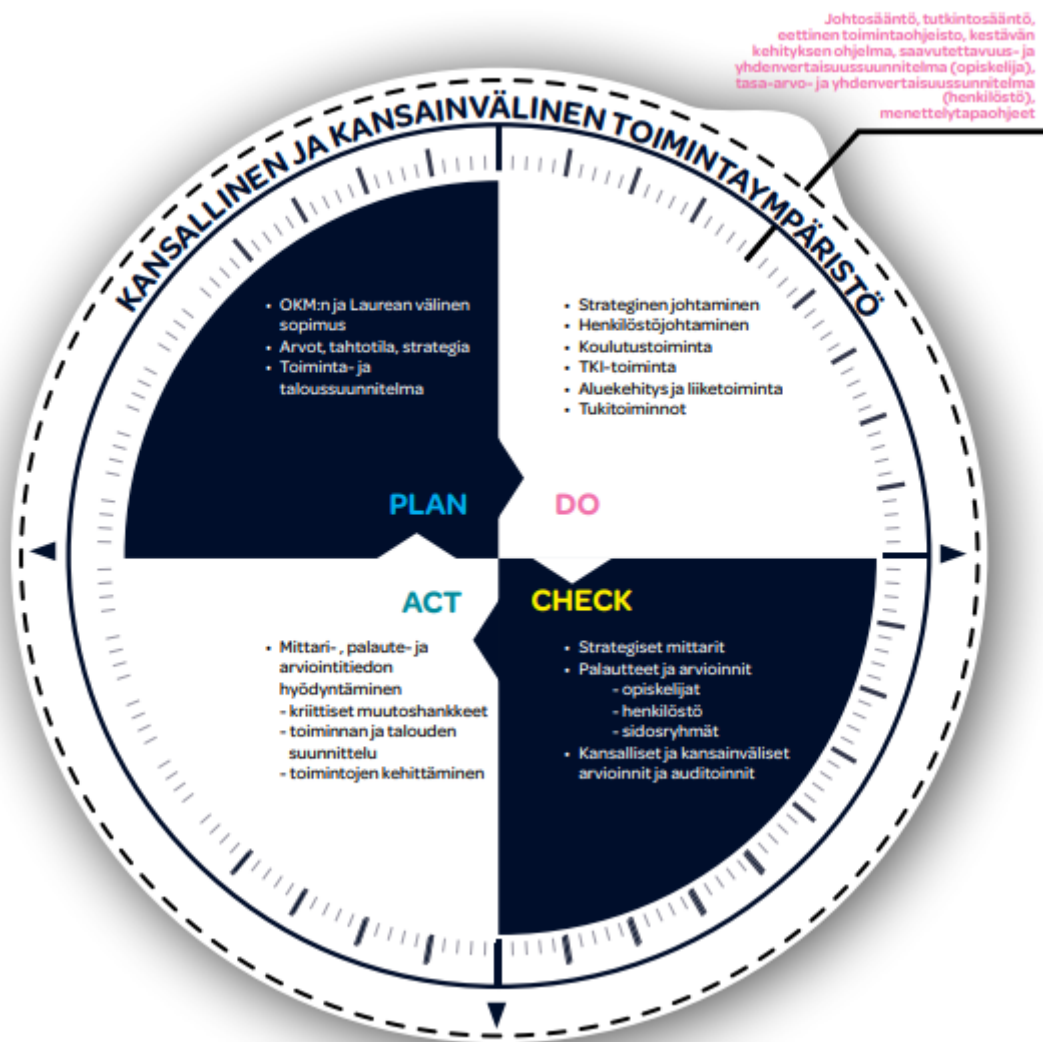 Johtosääntö, tutkintosääntö,
eettinen toimintaohjeisto, kestävän
kehityksen ohjelma, saavutettavuus- ja
yhdenvertaisuussuunnitelma (opiskelija),
tasa-arvo- ja yhdenvertaisuussunnitelma
(henkilöstö),
menettelytapaohjeet
KANSALLINEN JA KANSAINVÄLINEN TOIMINTAYMPÄRISTÖ
• OKM:n ja Laurean välinen
sopimus
• Arvot, tahtotila, strategia
• Toiminta- ja
taloussuunnitelma
PLAN
• Strateginen johtaminen
• Henkilöstöjohtaminen
• Koulutustoiminta
• TKI-toiminta
• Aluekehitys ja liiketoiminta
• Tukitoiminnot
DO
ACT
• Mittari- , palaute- ja
arviointitiedon
hyödyntäminen
- kriittiset muutoshankkeet
- toiminnan ja talouden
suunnittelu
- toimintojen kehittäminen
CHECK
• Strategiset mittarit
• Palautteet ja arvioinnit
- opiskelijat
- henkilöstö
- sidosryhmät
• Kansalliset ja kansainväliset
arvioinnit ja auditoinnit